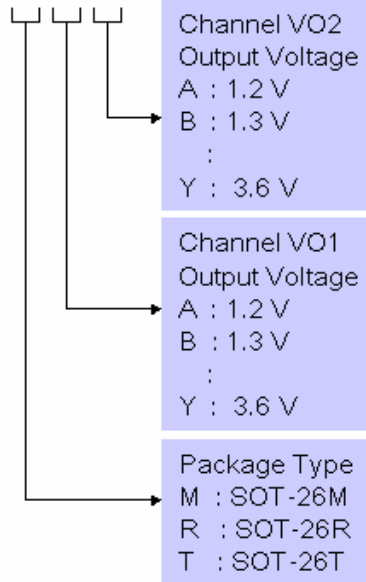 Channel VO2
Output Voltage
A : 1.2 V
B : 1.3 V
:
Y : 3.6 V
Channel VO1
Output Voltage
A : 1.2 V
B : 1.3 V
:
Y : 3.6 V
Package Type
M : SOT-26M
R : SOT-26R
T : SOT-26T